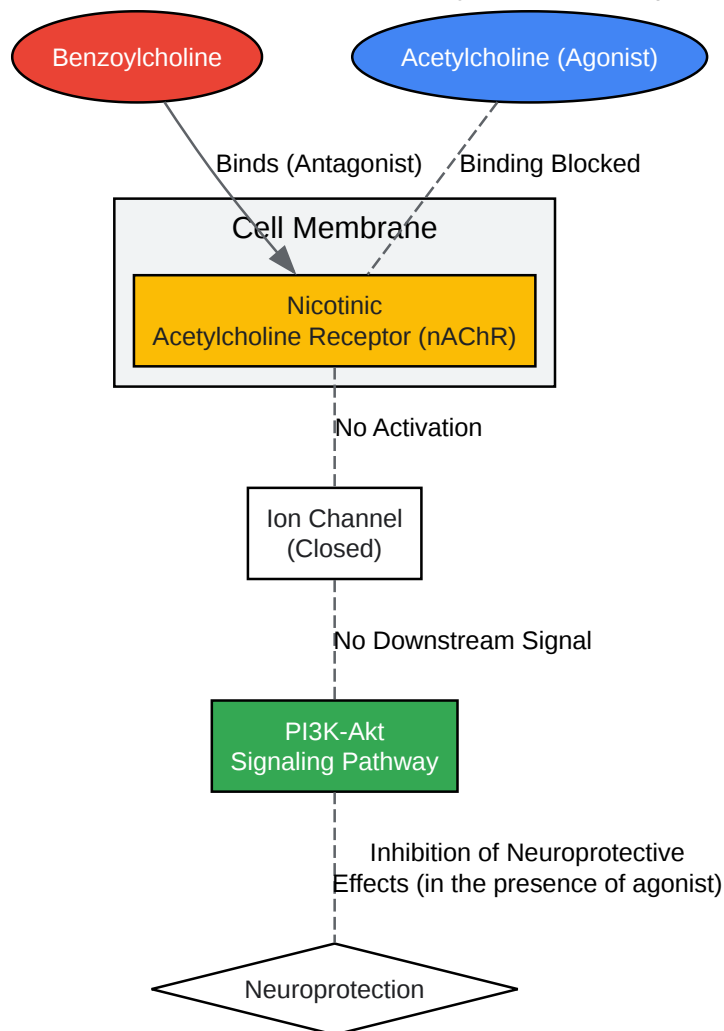 Benzoylcholine
Acetylcholine (Agonist)
Binds (Antagonist)
Binding Blocked
Cell Membrane
Nicotinic
Acetylcholine Receptor (nAChR)
No Activation
Ion Channel
(Closed)
No Downstream Signal
PI3K-Akt
Signaling Pathway
Inhibition of Neuroprotective
Effects (in the presence of agonist)
Neuroprotection